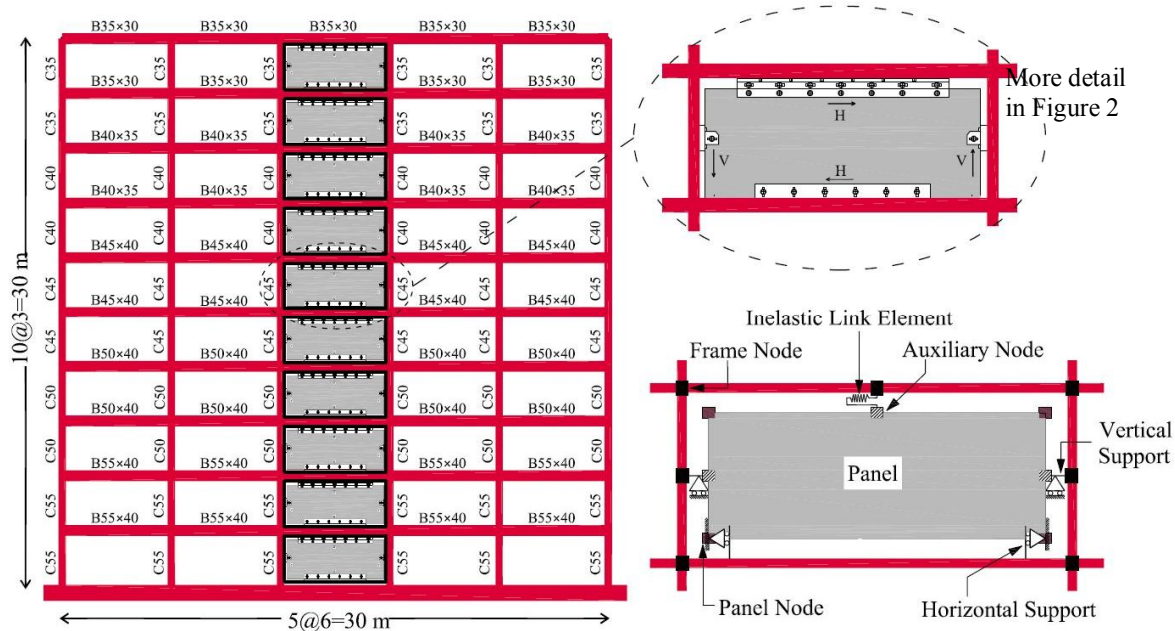 B35×30 B35×30 B35×30 B35×30 B35×30
C35 C35 C35 C35 C35 C35
B35×30 B35×30 B35×30 B35×30
C35 C35 C35 C35 C35 C35
B40×35 B40×35 B40×35 B40×35
C40 C40 C40 C40 C40 C40
B40×35 B40×35 B40×35 B40×35
C40 C40 C40 C40 C40 C40
B45×40 B45×40 B45×40 B45×40
C45 C45 C45 C45 C45 C45
B45×40 B45×40 B45×40 B45×40
C45 C45 C45 C45 C45 C45
B50×40 B50×40 B50×40 B50×40
C50 C50 C50 C50 C50 C50
B50×40 B50×40 B50×40 B50×40
C50 C50 C50 C50 C50 C50
B55×40 B55×40 B55×40 B55×40
C55 C55 C55 C55 C55 C55
B55×40 B55×40 B55×40 B55×40
C55 C55 C55 C55 C55 C55
10@3=30 m
5@6=30 m
More detail
in Figure 2
H
V
V
H
Inelastic Link Element
Frame Node
Auxiliary Node
Vertical
Support
Panel
Panel Node
Horizontal Support